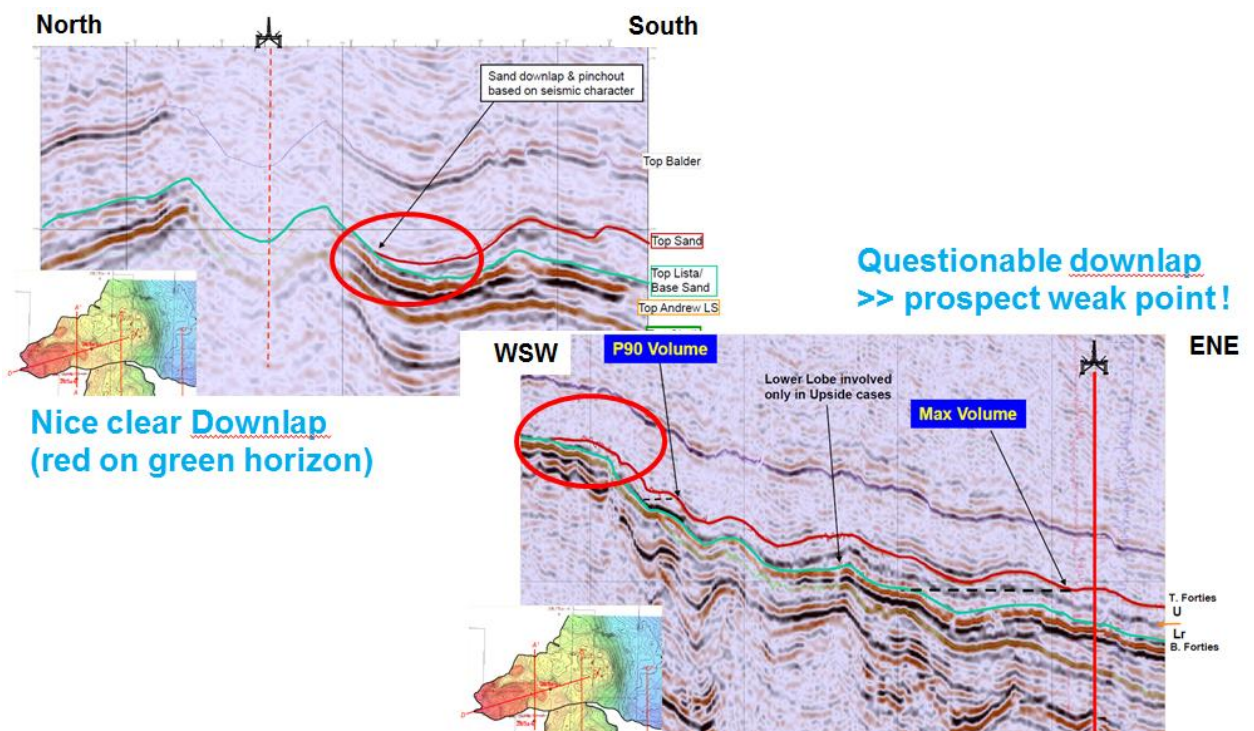 North
South
Sand downlap & pinchout
based on seismic character
Top Balder
Top Sand
Top Lista/
Base Sand
Top Andrew LS
Nice clear Downlap
(red on green horizon)
Questionable downlap
>> prospect weak point!
WSW
P90 Volume
ENE
Lower Lobe involved
only in Upside cases
Max Volume
T. Forties
U
Lr
B. Forties